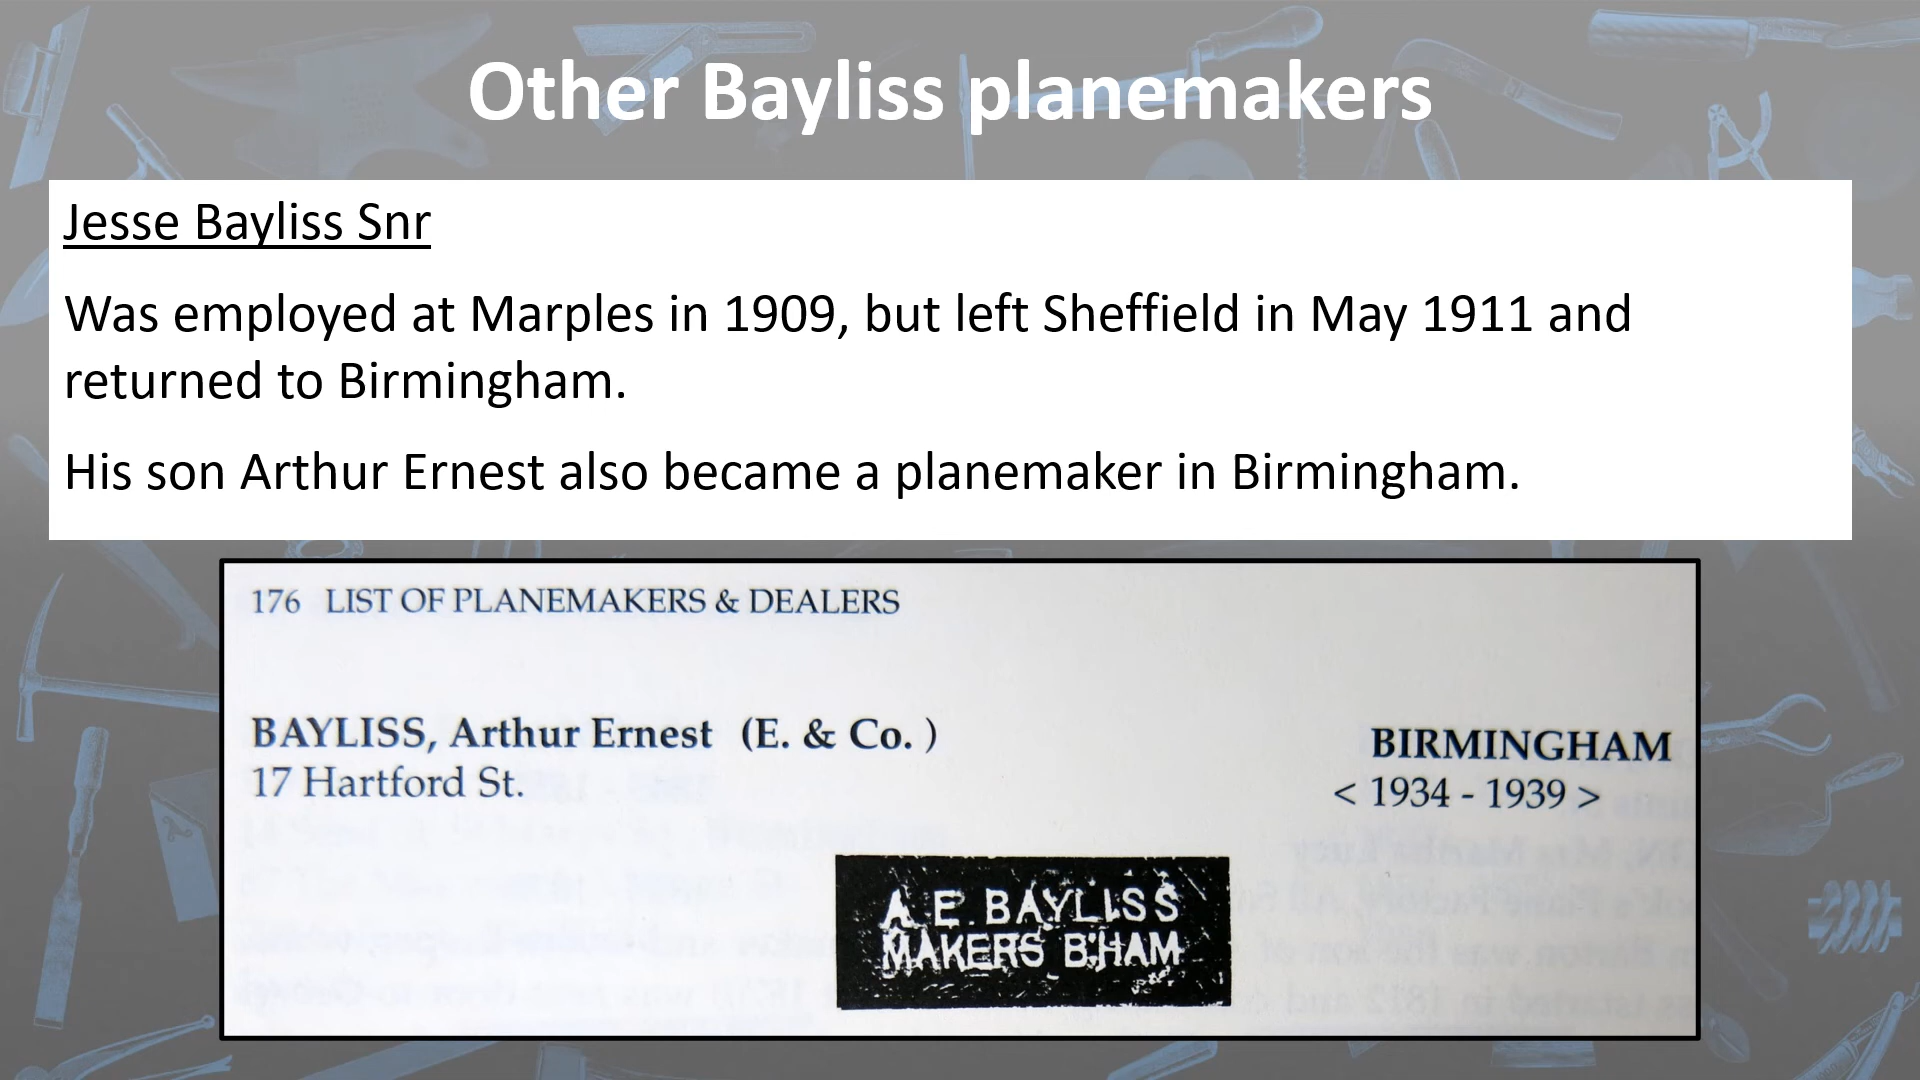 Other Bayliss planemakers
Jesse Bayliss Snr
Was employed at Marples in 1909, but left Sheffield in May 1911 and
returned to Birmingham.
His son Arthur Ernest also became a planemaker in Birmingham.
176 LIST OF PLANEMAKERS & DEALERS
BAYLISS, Arthur Ernest (E. & Co. )
BIRMINGHAM
17 Hartford St.
< 1934 - 1939 >
A. E. BAYLISS
MAKERS B'HAM